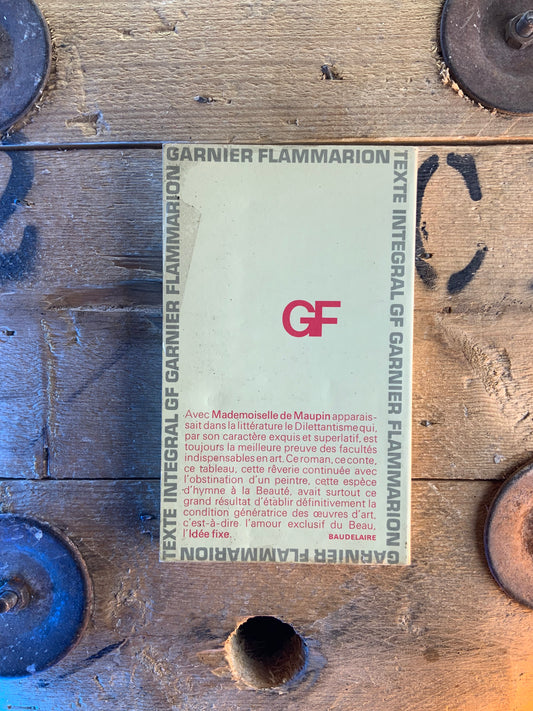 GARNIER FLAMMARION
TEXTE INTEGRAL GF GARNIER FLAMMARION
TEXTE INTEGRAL GF GARNIER FLAMMARION
GF
Avec Mademoiselle de Maupin apparais-
sait dans la littérature le Dilettantisme qui,
par son caractère exquis et superlatif, est
toujours la meilleure preuve des facultés
indispensables en art. Ce roman, ce conte,
ce tableau, cette rêverie continuée avec
l'obstination d'un peintre, cette espèce
d'hymne à la Beauté, avait surtout ce
grand résultat d'établir définitivement la
condition génératrice des œuvres d'art,
c'est-à-dire l'amour exclusif du Beau,
l'Idée fixe.
BAUDELAIRE
GARNIER FLAMMARION